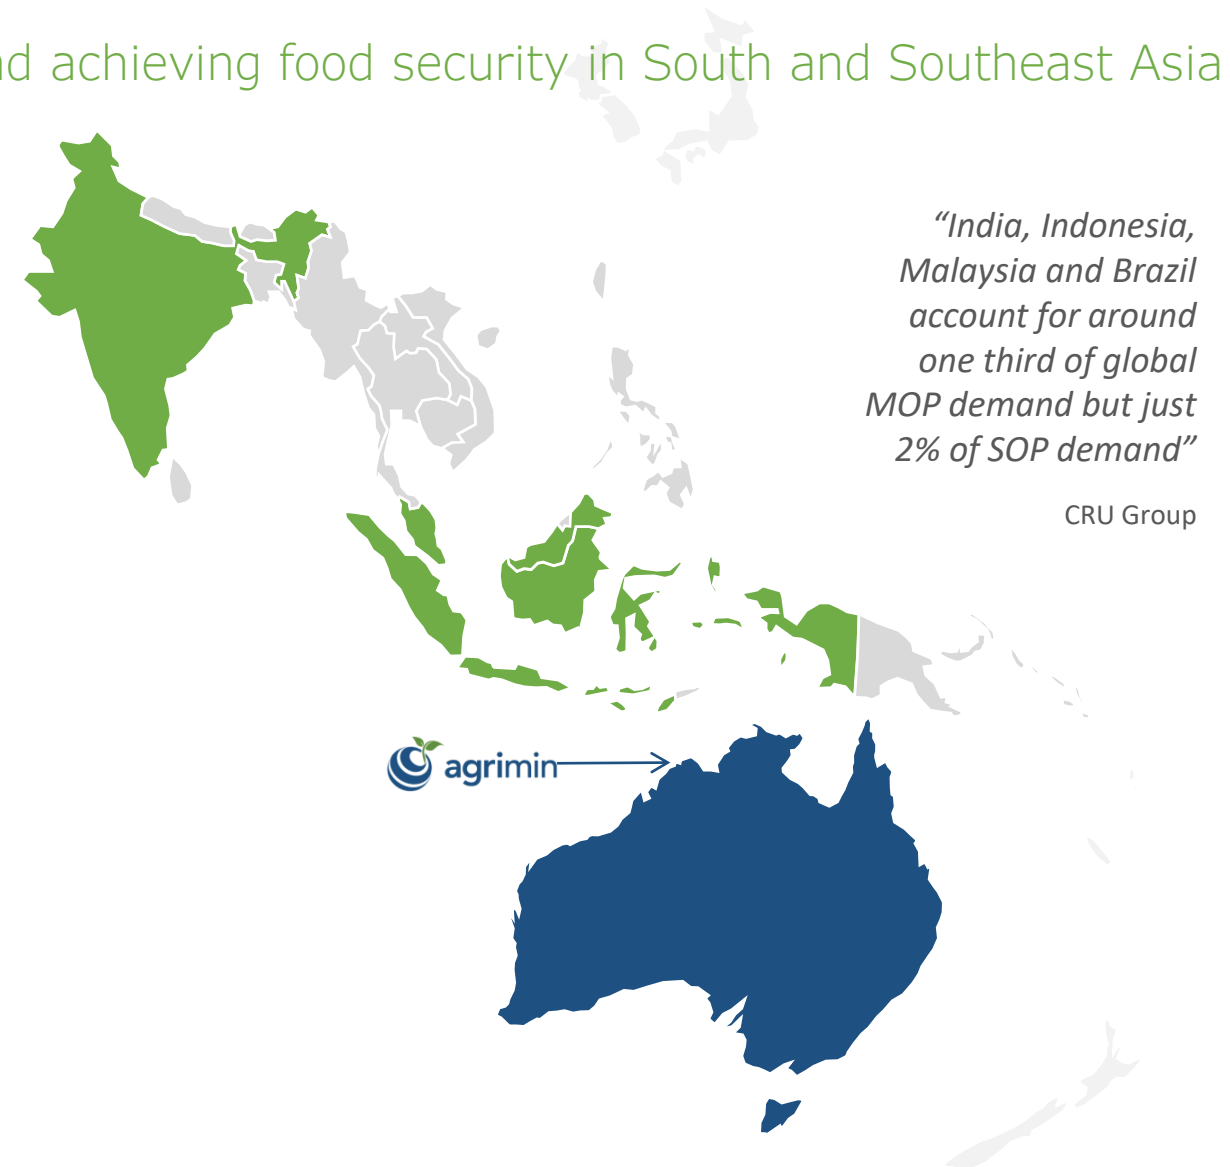 nd achieving food security in South and Southeast Asia
“India, Indonesia,
Malaysia and Brazil
account for around
one third of global
MOP demand but just
2% of SOP demand”
CRU Group
agrimin